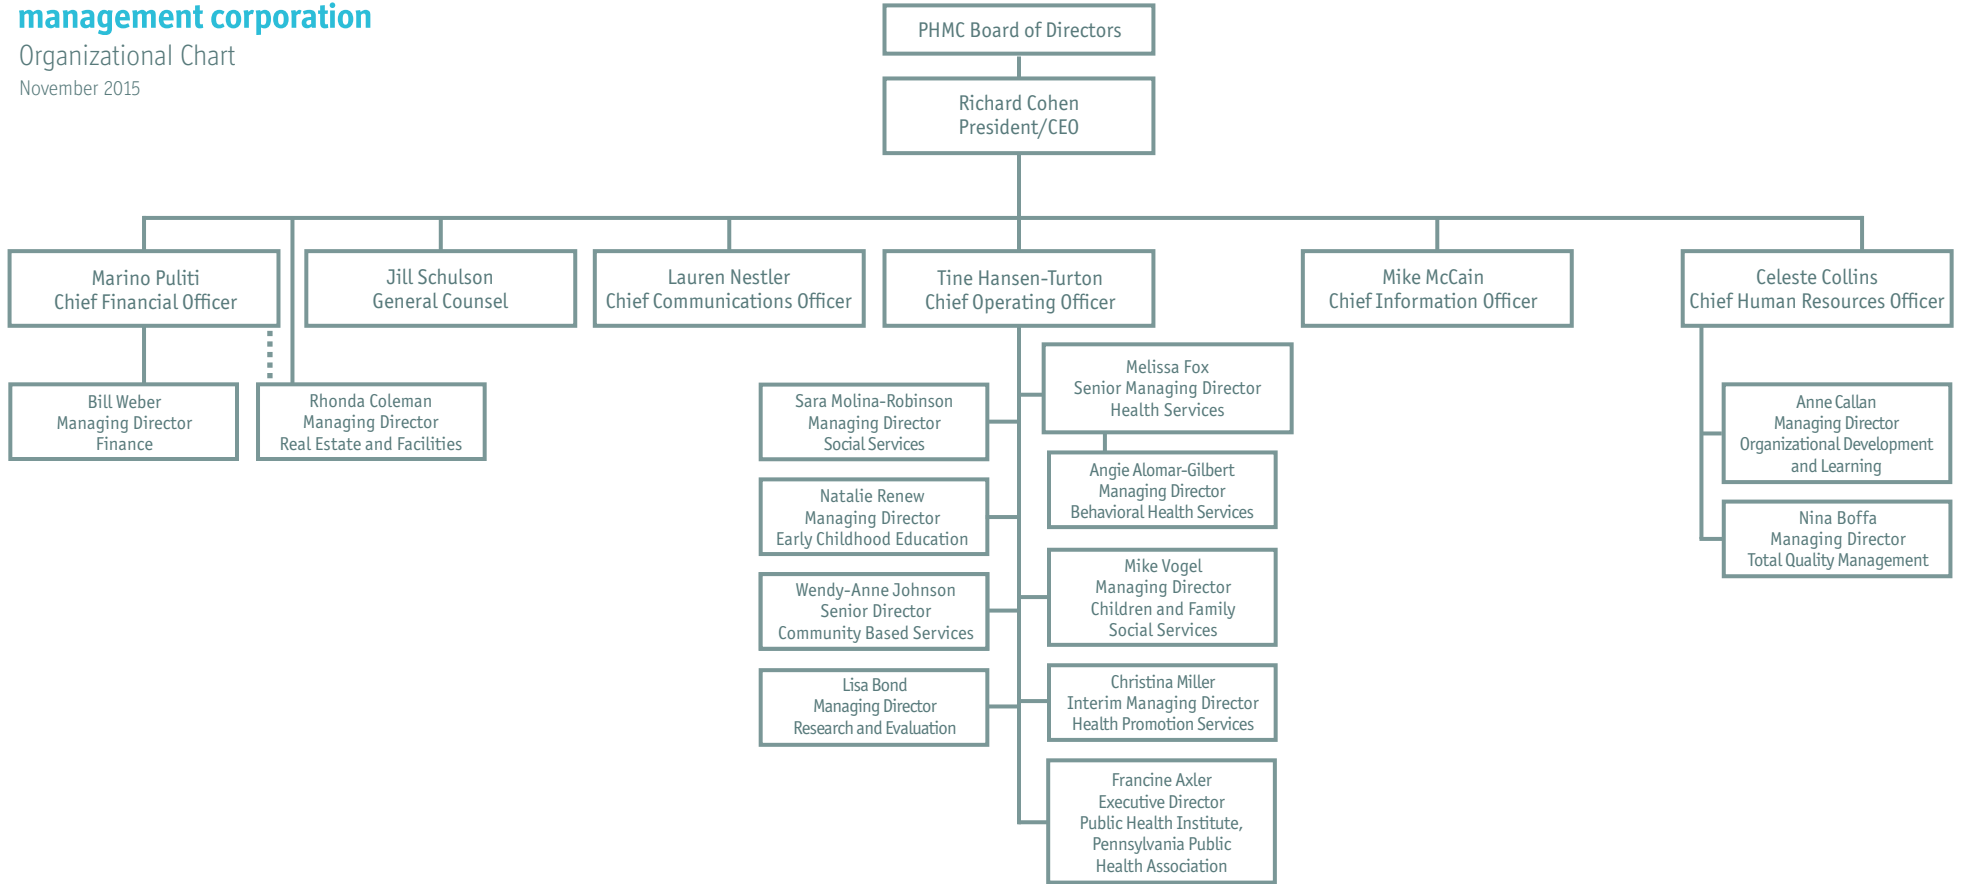 management corporation
Organizational Chart
November 2015
PHMC Board of Directors
Richard Cohen
President/CEO
Marino Puliti
Chief Financial Officer
Jill Schulson
General Counsel
Lauren Nestler
Chief Communications Officer
Tine Hansen-Turton
Chief Operating Officer
Mike McCain
Chief Information Officer
Celeste Collins
Chief Human Resources Officer
Bill Weber
Managing Director
Finance
Rhonda Coleman
Managing Director
Real Estate and Facilities
Sara Molina-Robinson
Managing Director
Social Services
Natalie Renew
Managing Director
Early Childhood Education
Wendy-Anne Johnson
Senior Director
Community Based Services
Lisa Bond
Managing Director
Research and Evaluation
Melissa Fox
Senior Managing Director
Health Services
Angie Alomar-Gilbert
Managing Director
Behavioral Health Services
Mike Vogel
Managing Director
Children and Family
Social Services
Christina Miller
Interim Managing Director
Health Promotion Services
Francine Axler
Executive Director
Public Health Institute,
Pennsylvania Public
Health Association
Anne Callan
Managing Director
Organizational Development
and Learning
Nina Boffa
Managing Director
Total Quality Management